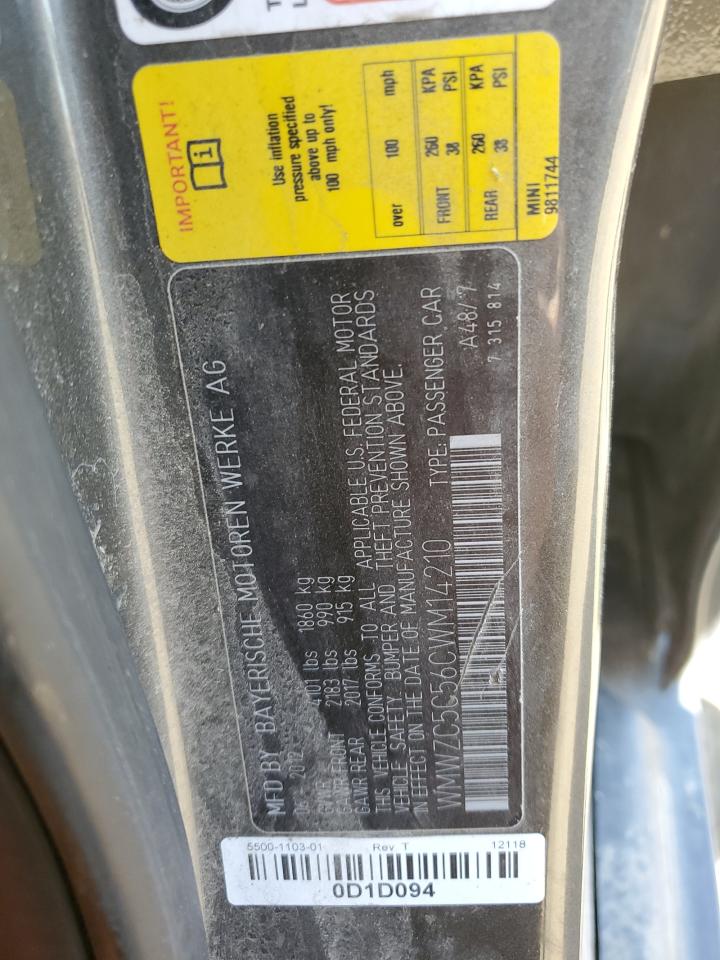 IMPORTANT!
Use inflation
pressure specified
above up to
100 mph only!
over 100 mph
FRONT 260 KPA
38 PSI
REAR 260 KPA
38 PSI
MINI
9811744
MFD BY BAYERISCHE MOTOREN WERKE AG
2012
GVWR 4101 lbs 1860 kg
GAWR FRONT 2183 lbs 990 kg
GAWR REAR 2017 lbs 915 kg
THIS VEHICLE CONFORMS TO ALL APPLICABLE U.S. FEDERAL MOTOR
VEHICLE SAFETY, BUMPER AND THEFT PREVENTION STANDARDS
IN EFFECT ON THE DATE OF MANUFACTURE SHOWN ABOVE.
WMWZC5C56CWM14210 TYPE: PASSENGER CAR
7 315 814
5500-1103-01 Rev T 12118
0D1D094